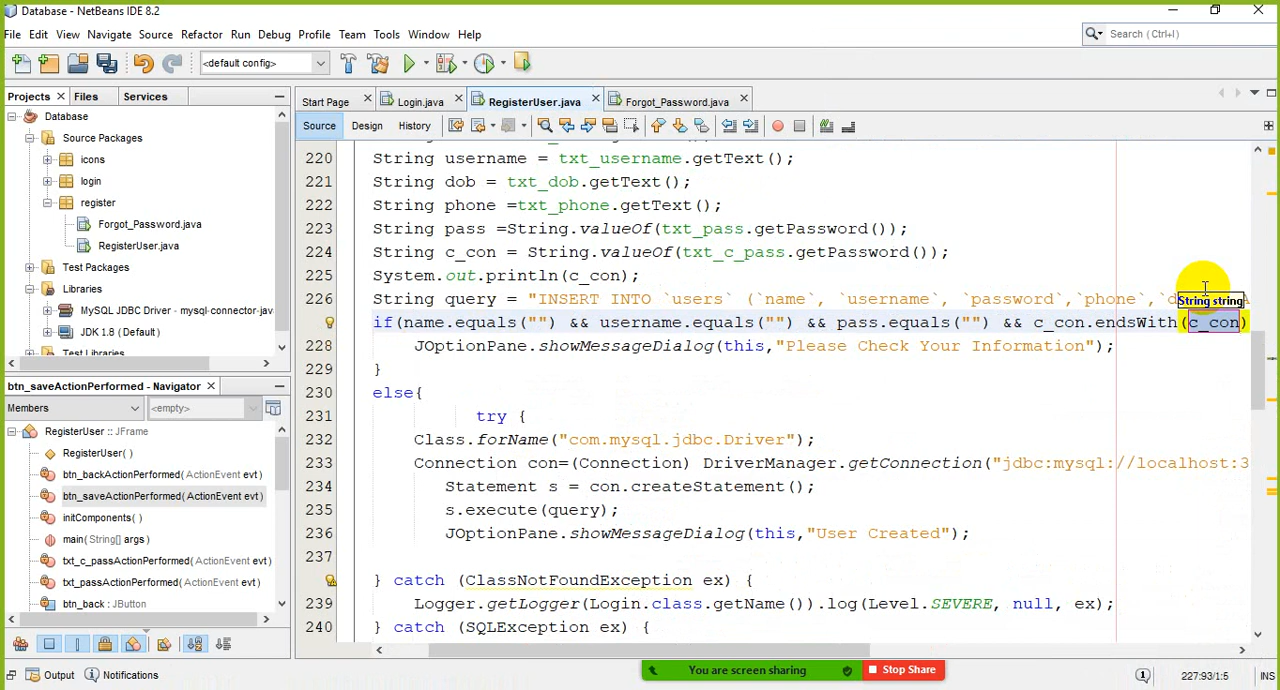 Database - NetBeans IDE 8.2
File Edit View Navigate Source Refactor Run Debug Profile Team Tools Window Help
Search (Ctrl+I)
<default config>
Projects Files Services
Start Page Login.java RegisterUser.java Forgot_Password.java
Source Design History
Database
Source Packages
icons
login
register
Forgot_Password.java
RegisterUser.java
Test Packages
Libraries
MySQL JDBC Driver - mysql-connector-jav
JDK 1.8 (Default)
Test Libraries
btn_saveActionPerformed - Navigator
Members <empty>
RegisterUser :: JFrame
RegisterUser()
btn_backActionPerformed(ActionEvent evt)
btn_saveActionPerformed(ActionEvent evt)
initComponents()
main(String[] args)
txt_c_passActionPerformed(ActionEvent evt)
txt_passActionPerformed(ActionEvent evt)
btn_back : JButton
220 String username = txt_username.getText();
221 String dob = txt_dob.getText();
222 String phone =txt_phone.getText();
223 String pass =String.valueOf(txt_pass.getPassword());
224 String c_con = String.valueOf(txt_c_pass.getPassword());
225 System.out.println(c_con);
226 String query = "INSERT INTO `users` (`name`, `username`, `password`,`phone`,`d
String string
if(name.equals("") && username.equals("") && pass.equals("") && c_con.endsWith(c_con)
228 JOptionPane.showMessageDialog(this,"Please Check Your Information");
229 }
230 else{
231 try {
232 Class.forName("com.mysql.jdbc.Driver");
233 Connection con=(Connection) DriverManager.getConnection("jdbc:mysql://localhost:3
234 Statement s = con.createStatement();
235 s.execute(query);
236 JOptionPane.showMessageDialog(this,"User Created");
237
} catch (ClassNotFoundException ex) {
239 Logger.getLogger(Login.class.getName()).log(Level.SEVERE, null, ex);
240 } catch (SQLException ex) {
Output Notifications
You are screen sharing Stop Share
227:93/1:5 INS